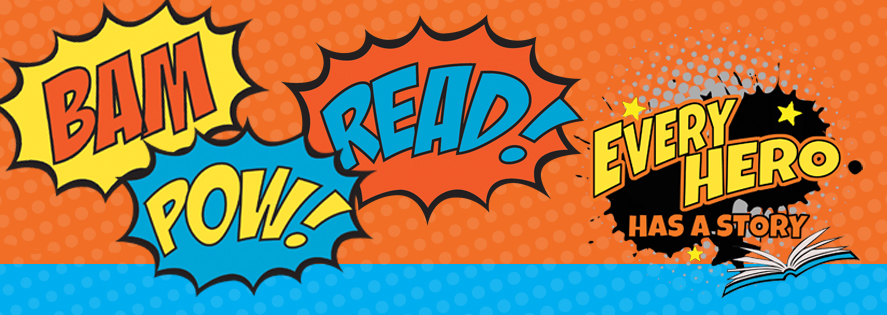 BAM
POW!
READ!
EVERY
HERO
HAS A STORY